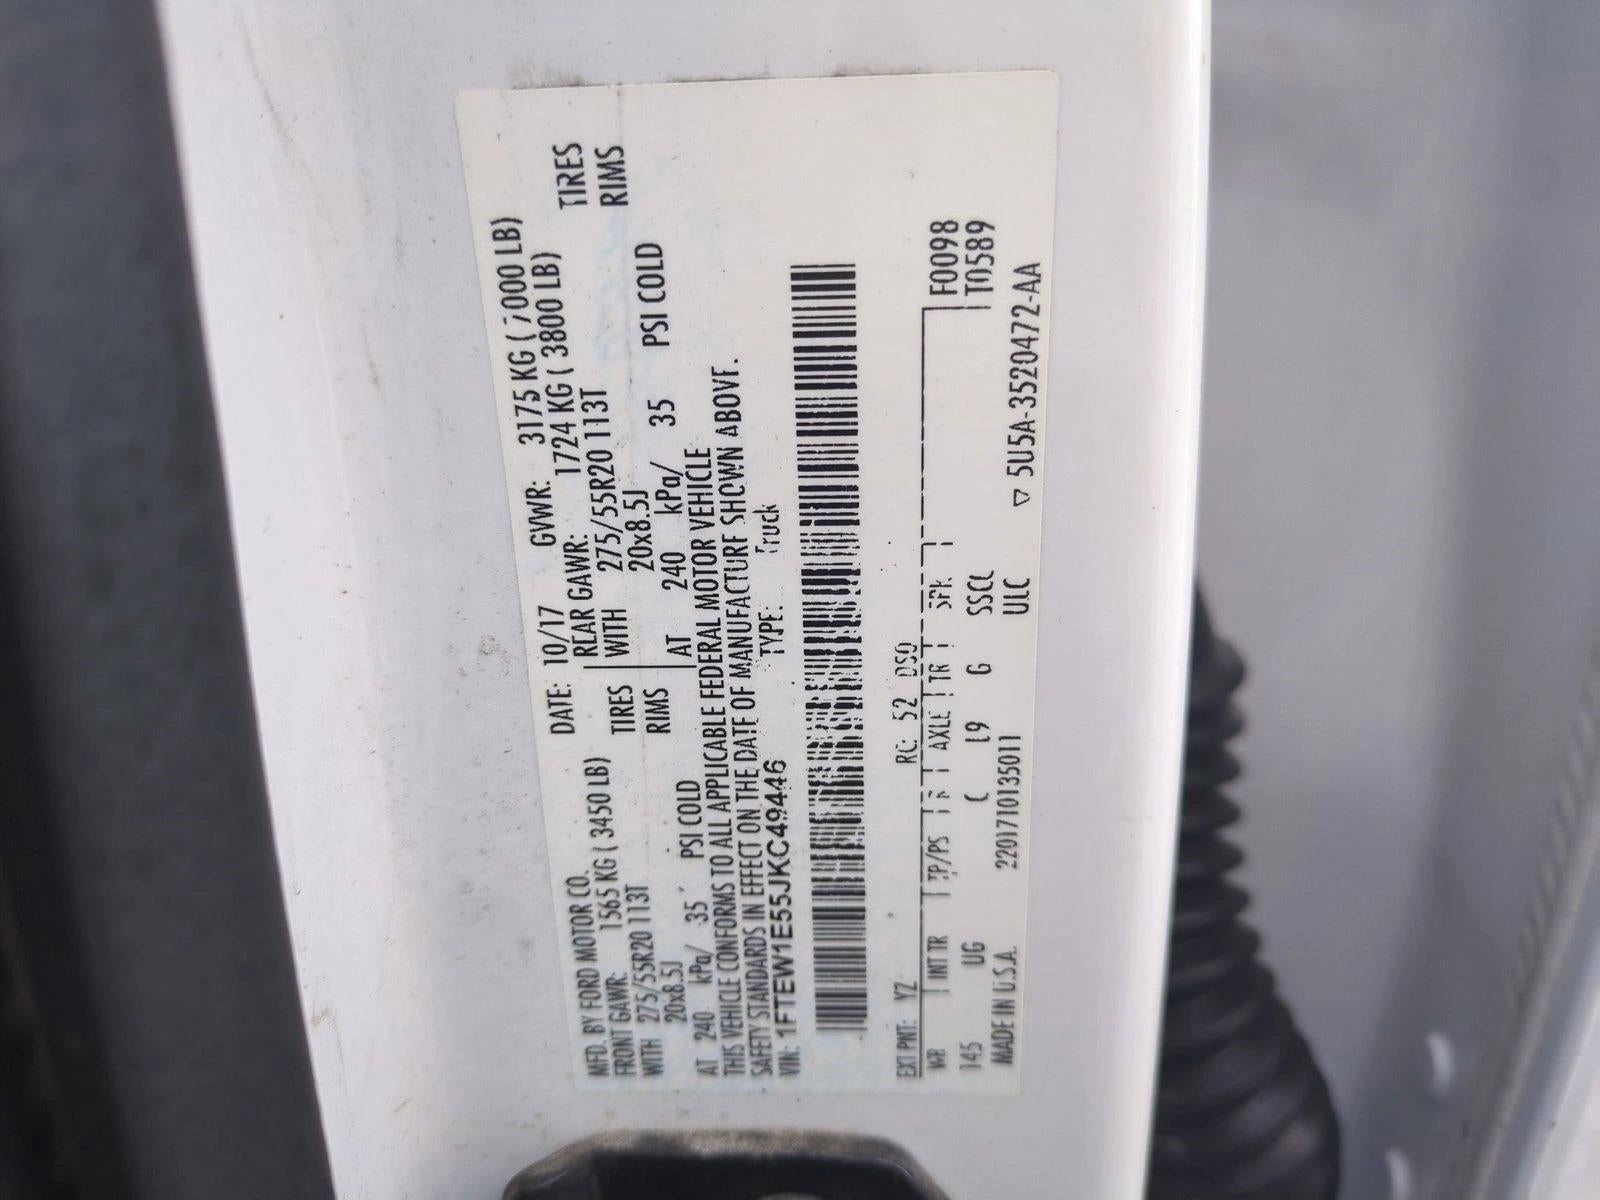 MFD. BY FORD MOTOR CO. DATE: 10/17 GVWR: 3175 KG ( 7000 LB)
FRONT GAWR: 1565 KG ( 3450 LB) REAR GAWR: 1724 KG ( 3800 LB)
WITH 275/55R20 113T TIRES WITH 275/55R20 113T TIRES
20x8.5J RIMS 20x8.5J RIMS
AT 240 kPa/ 35 PSI COLD AT 240 kPa/ 35 PSI COLD
THIS VEHICLE CONFORMS TO ALL APPLICABLE FEDERAL MOTOR VEHICLE
SAFETY STANDARDS IN EFFECT ON THE DATE OF MANUFACTURE SHOWN ABOVE.
VIN: 1FTEW1E55JKC49446 TYPE: Truck
EXT PNT: YZ RC: 52 DSO F0098
WB INT TR TP/PS R AXLE TR SPR T0589
145 UG C L9 G SSCC
MADE IN U.S.A. 2201710135011 ULC ▽ 5U5A-3520472-AA